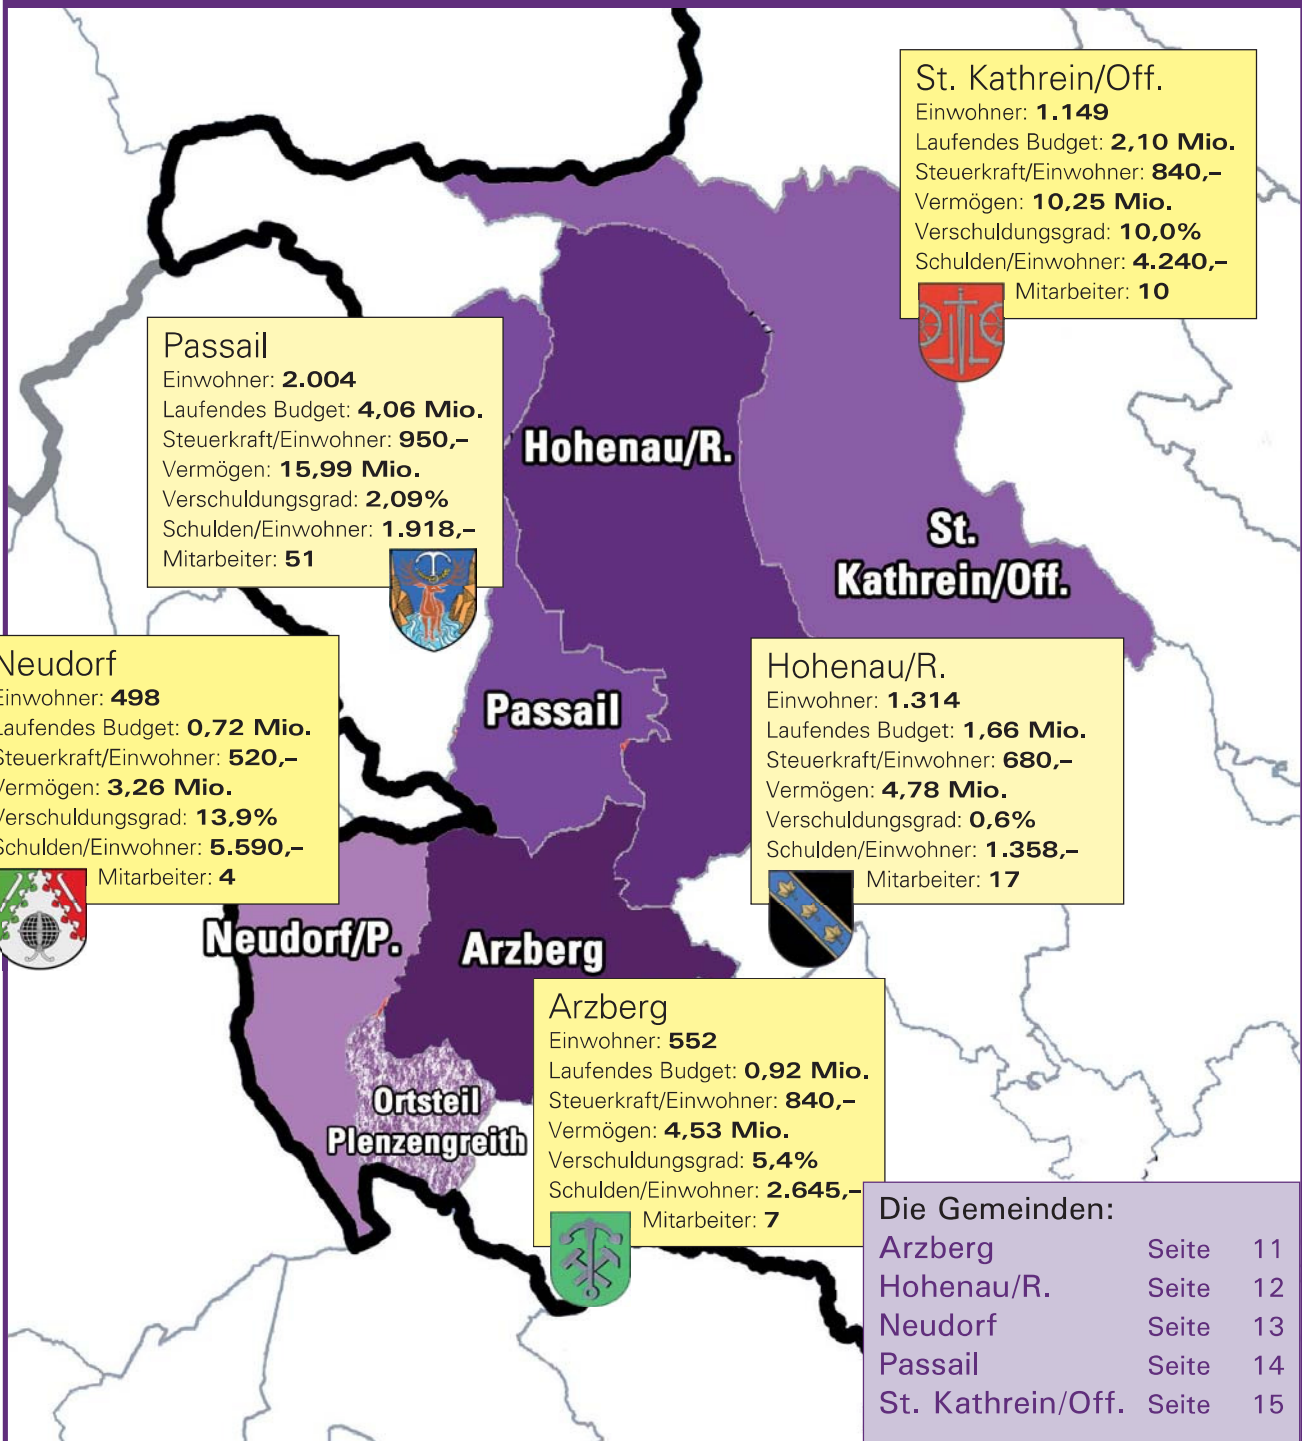 St. Kathrein/Off.
Einwohner: 1.149
Laufendes Budget: 2,10 Mio.
Steuerkraft/Einwohner: 840,–
Vermögen: 10,25 Mio.
Verschuldungsgrad: 10,0%
Schulden/Einwohner: 4.240,–
Mitarbeiter: 10
Passail
Einwohner: 2.004
Laufendes Budget: 4,06 Mio.
Steuerkraft/Einwohner: 950,–
Vermögen: 15,99 Mio.
Verschuldungsgrad: 2,09%
Schulden/Einwohner: 1.918,–
Mitarbeiter: 51
Hohenau/R.
St.
Kathrein/Off.
Neudorf
Einwohner: 498
Laufendes Budget: 0,72 Mio.
Steuerkraft/Einwohner: 520,–
Vermögen: 3,26 Mio.
Verschuldungsgrad: 13,9%
Schulden/Einwohner: 5.590,–
Mitarbeiter: 4
Passail
Hohenau/R.
Einwohner: 1.314
Laufendes Budget: 1,66 Mio.
Steuerkraft/Einwohner: 680,–
Vermögen: 4,78 Mio.
Verschuldungsgrad: 0,6%
Schulden/Einwohner: 1.358,–
Mitarbeiter: 17
Neudorf/P.
Arzberg
Ortsteil
Plenzengreith
Arzberg
Einwohner: 552
Laufendes Budget: 0,92 Mio.
Steuerkraft/Einwohner: 840,–
Vermögen: 4,53 Mio.
Verschuldungsgrad: 5,4%
Schulden/Einwohner: 2.645,–
Mitarbeiter: 7
Die Gemeinden:
Arzberg Seite 11
Hohenau/R. Seite 12
Neudorf Seite 13
Passail Seite 14
St. Kathrein/Off. Seite 15